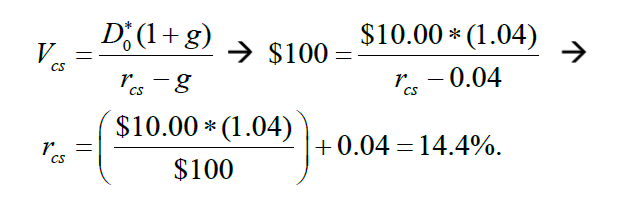 V_cs = D_0^*(1+g) / (r_cs − g) → $100 = $10.00 * (1.04) / (r_cs − 0.04) →
r_cs = ($10.00 * (1.04) / $100) + 0.04 = 14.4%.